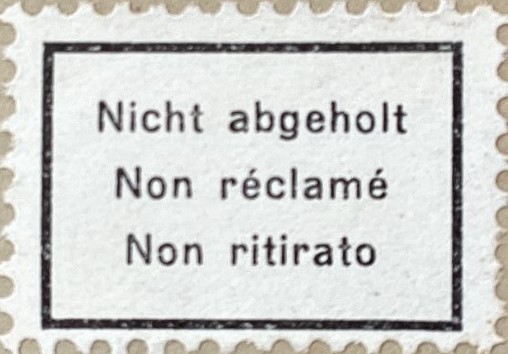 Nicht abgeholt
Non réclamé
Non ritirato